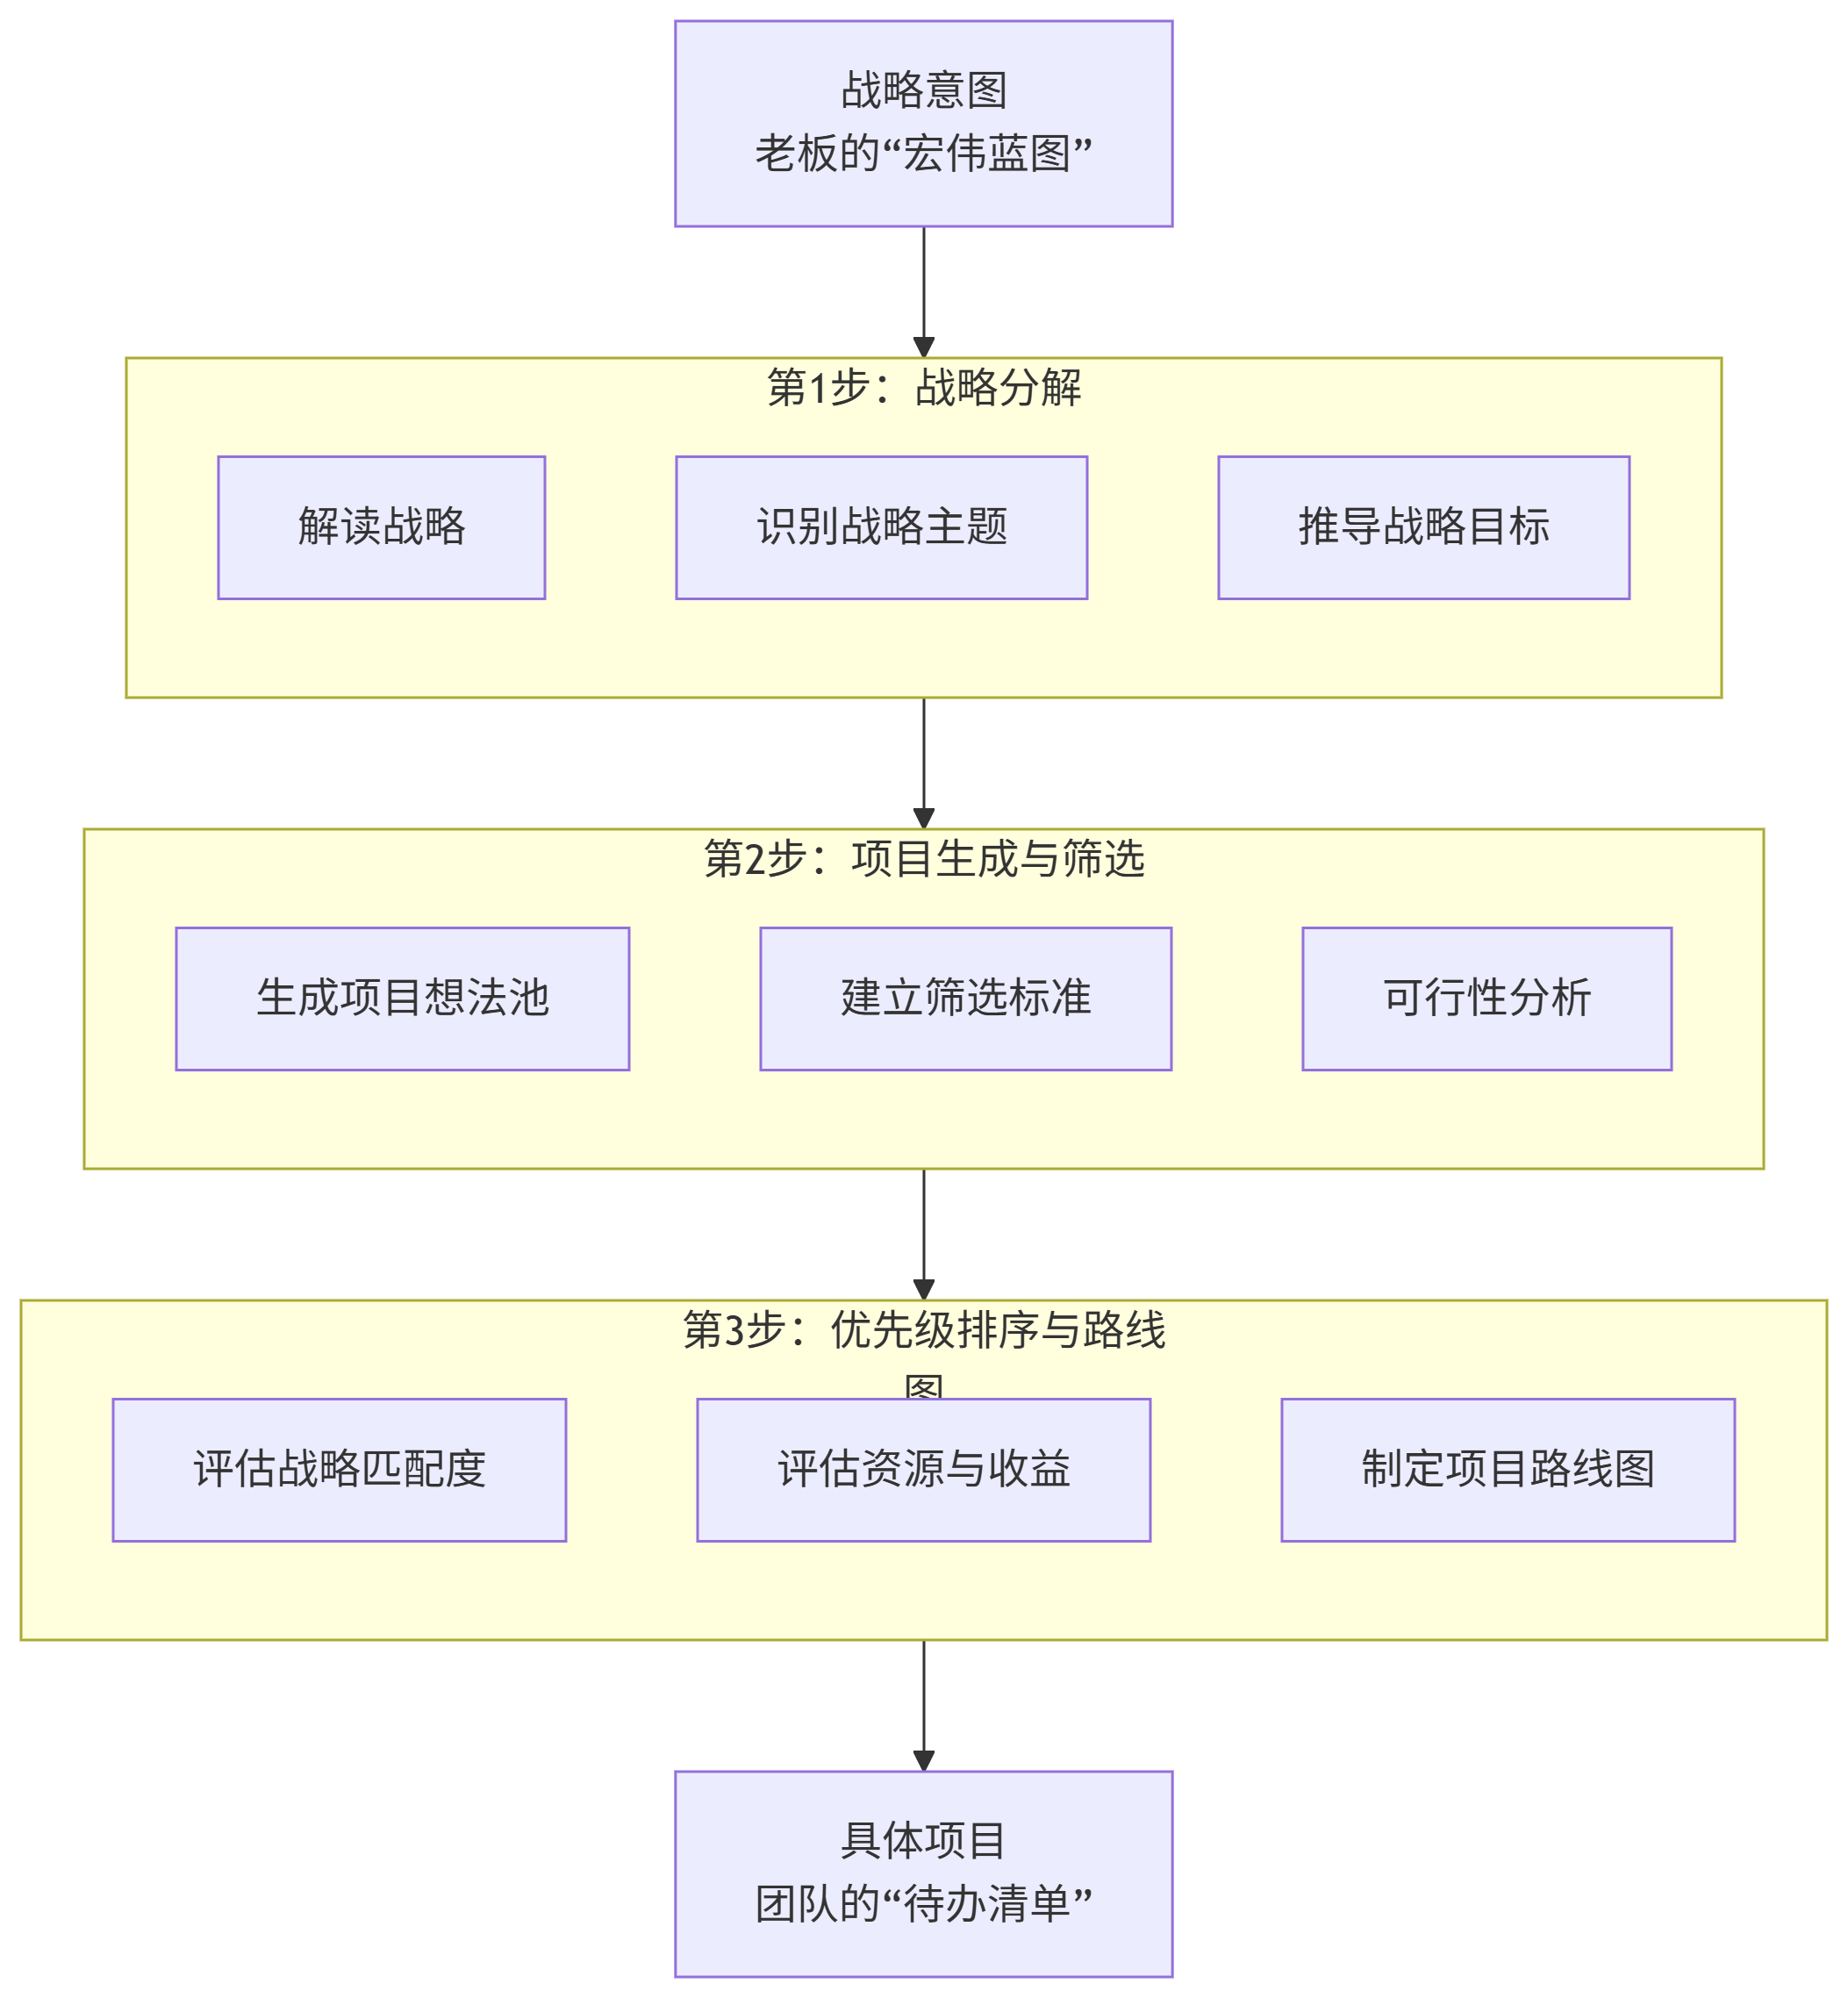 战略意图
老板的“宏伟蓝图”
第1步：战略分解
解读战略
识别战略主题
推导战略目标
第2步：项目生成与筛选
生成项目想法池
建立筛选标准
可行性分析
第3步：优先级排序与路线
图
评估战略匹配度
评估资源与收益
制定项目路线图
具体项目
团队的“待办清单”